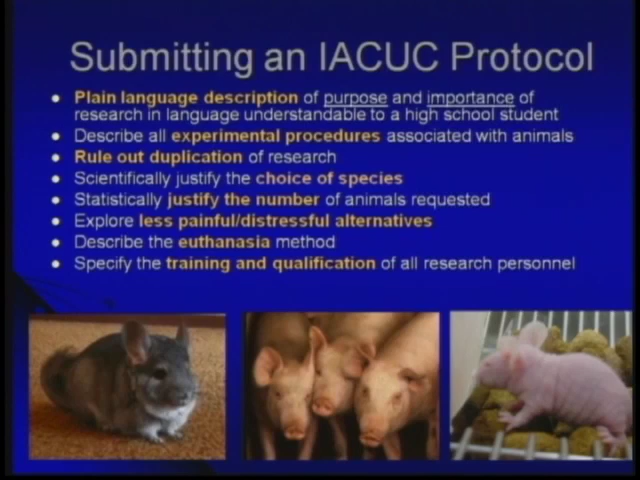 Submitting an IACUC Protocol
• Plain language description of purpose and importance of
research in language understandable to a high school student
• Describe all experimental procedures associated with animals
• Rule out duplication of research
• Scientifically justify the choice of species
• Statistically justify the number of animals requested
• Explore less painful/distressful alternatives
• Describe the euthanasia method
• Specify the training and qualification of all research personnel